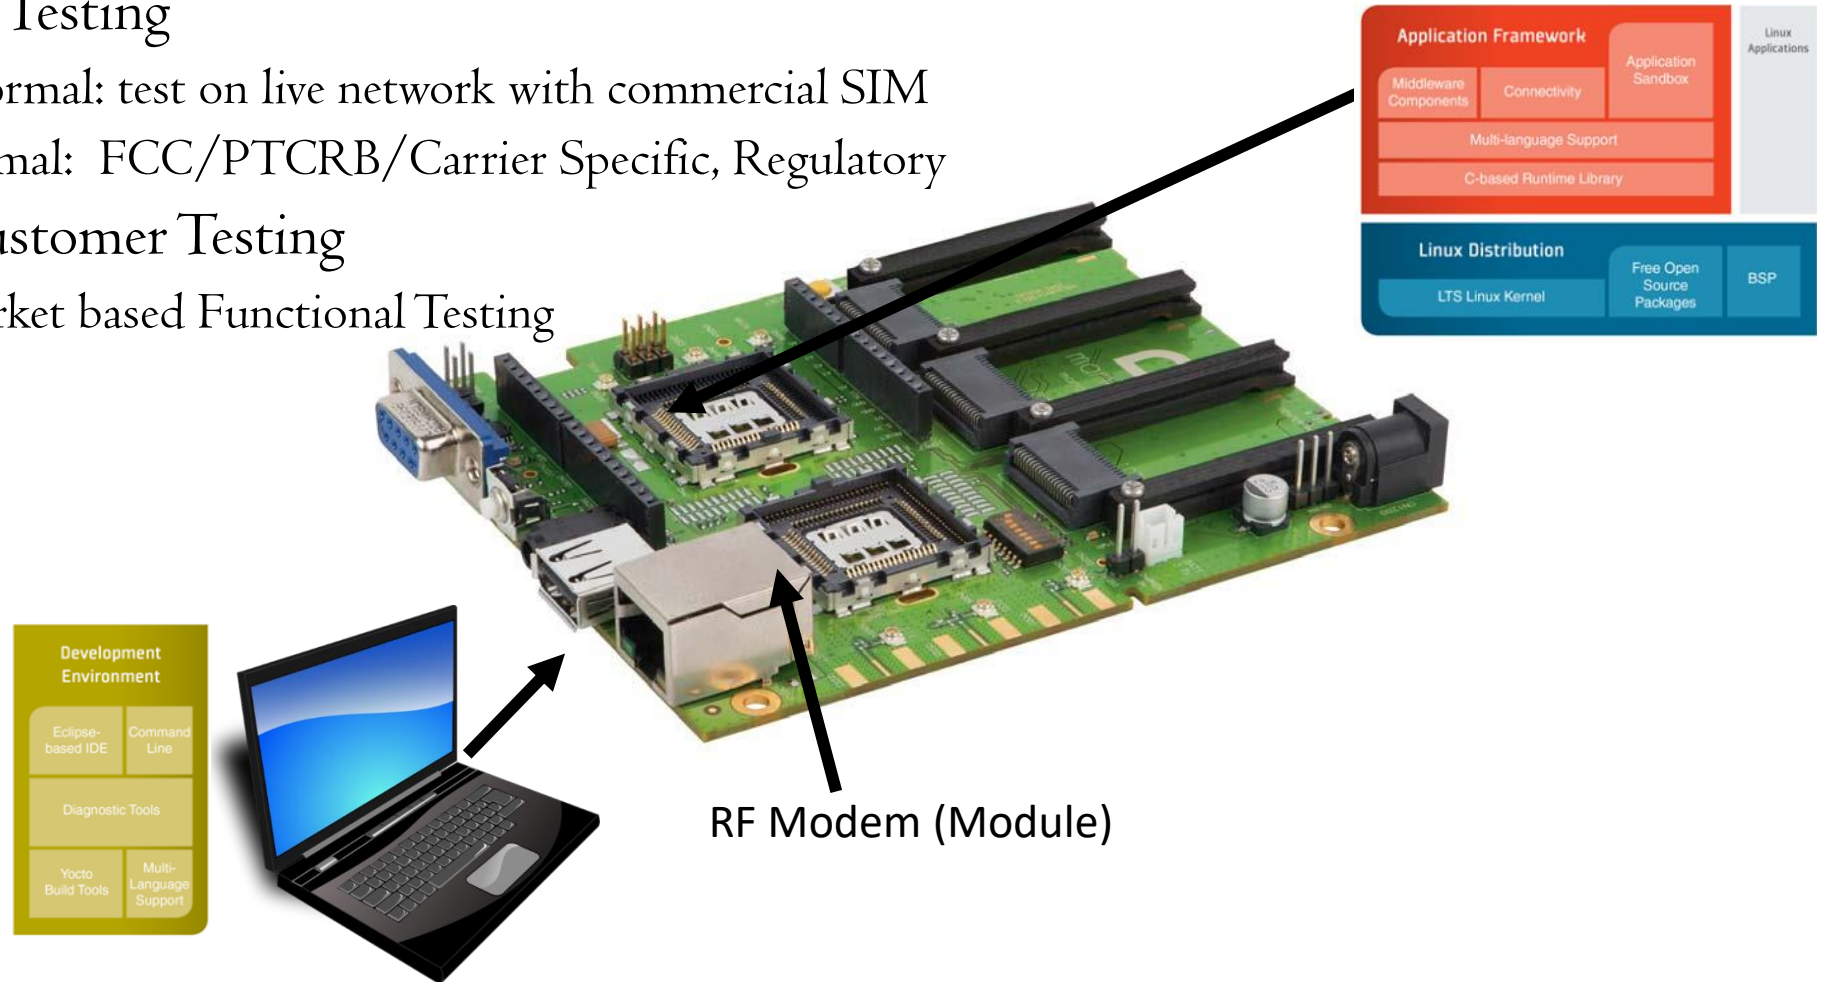 Testing
ormal: test on live network with commercial SIM
mal: FCC/PTCRB/Carrier Specific, Regulatory
ustomer Testing
rket based Functional Testing
Application Framework
Middleware
Components
Connectivity
Application
Sandbox
Multi-language Support
C-based Runtime Library
Linux
Applications
Linux Distribution
LTS Linux Kernel
Free Open
Source
Packages
BSP
Development
Environment
Eclipse-
based IDE
Command
Line
Diagnostic Tools
Yocto
Build Tools
Multi-
Language
Support
RF Modem (Module)